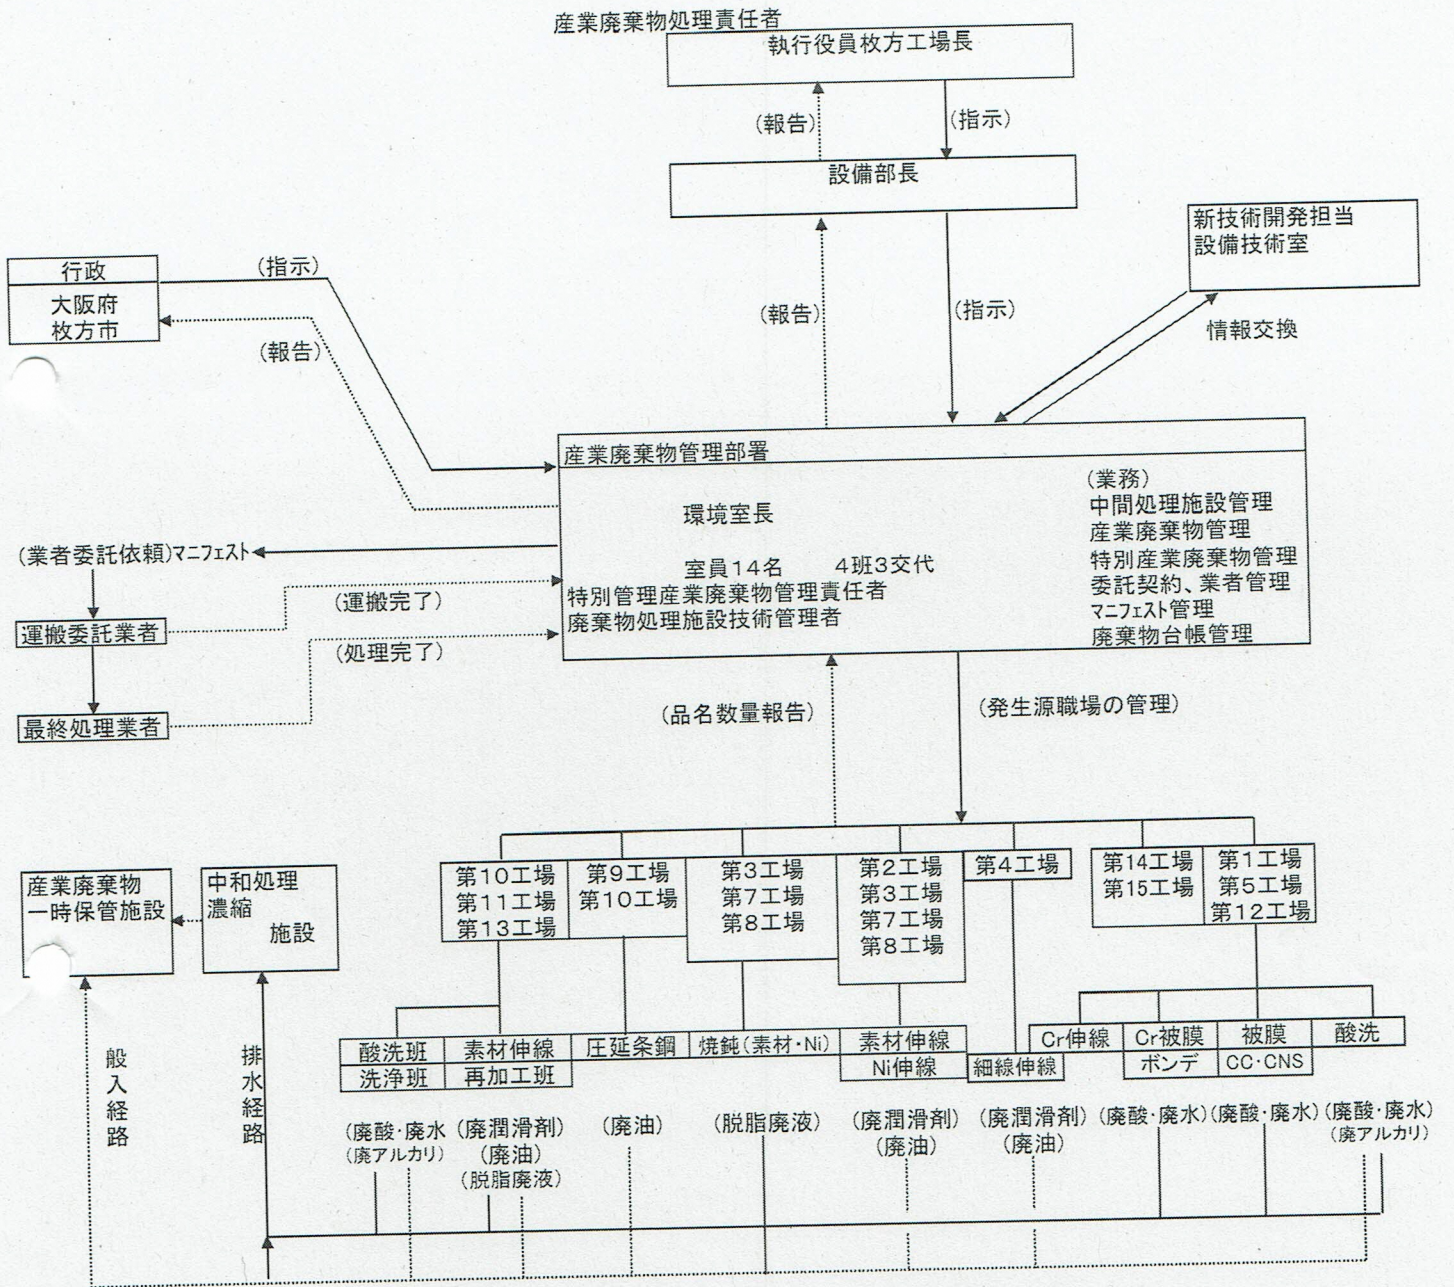 産業廃棄物処理責任者
執行役員枚方工場長
(報告)
(指示)
設備部長
新技術開発担当
設備技術室
行政
大阪府
枚方市
(指示)
(報告)
(報告)
(指示)
情報交換
産業廃棄物管理部署
環境室長
室員14名 4班3交代
特別管理産業廃棄物管理責任者
廃棄物処理施設技術管理者
(業務)
中間処理施設管理
産業廃棄物管理
特別産業廃棄物管理
委託契約、業者管理
マニフェスト管理
廃棄物台帳管理
(業者委託依頼)マニフェスト
(運搬完了)
運搬委託業者
(処理完了)
最終処理業者
(品名数量報告)
(発生源職場の管理)
産業廃棄物
一時保管施設
中和処理
濃縮
施設
第10工場
第11工場
第13工場
第9工場
第10工場
第3工場
第7工場
第8工場
第2工場
第3工場
第7工場
第8工場
第4工場
第14工場
第15工場
第1工場
第5工場
第12工場
般入経路
排水経路
酸洗班
洗浄班
素材伸線
再加工班
圧延条鋼
焼鈍(素材・Ni)
素材伸線
Ni伸線
細線伸線
Cr伸線
Cr被膜
ボンデ
被膜
CC・CNS
酸洗
(廃酸・廃水
(廃アルカリ)
(廃潤滑剤)
(廃油)
(脱脂廃液)
(廃油)
(脱脂廃液)
(廃潤滑剤)
(廃油)
(廃潤滑剤)
(廃油)
(廃酸・廃水)
(廃酸・廃水)
(廃酸・廃水)
(廃アルカリ)